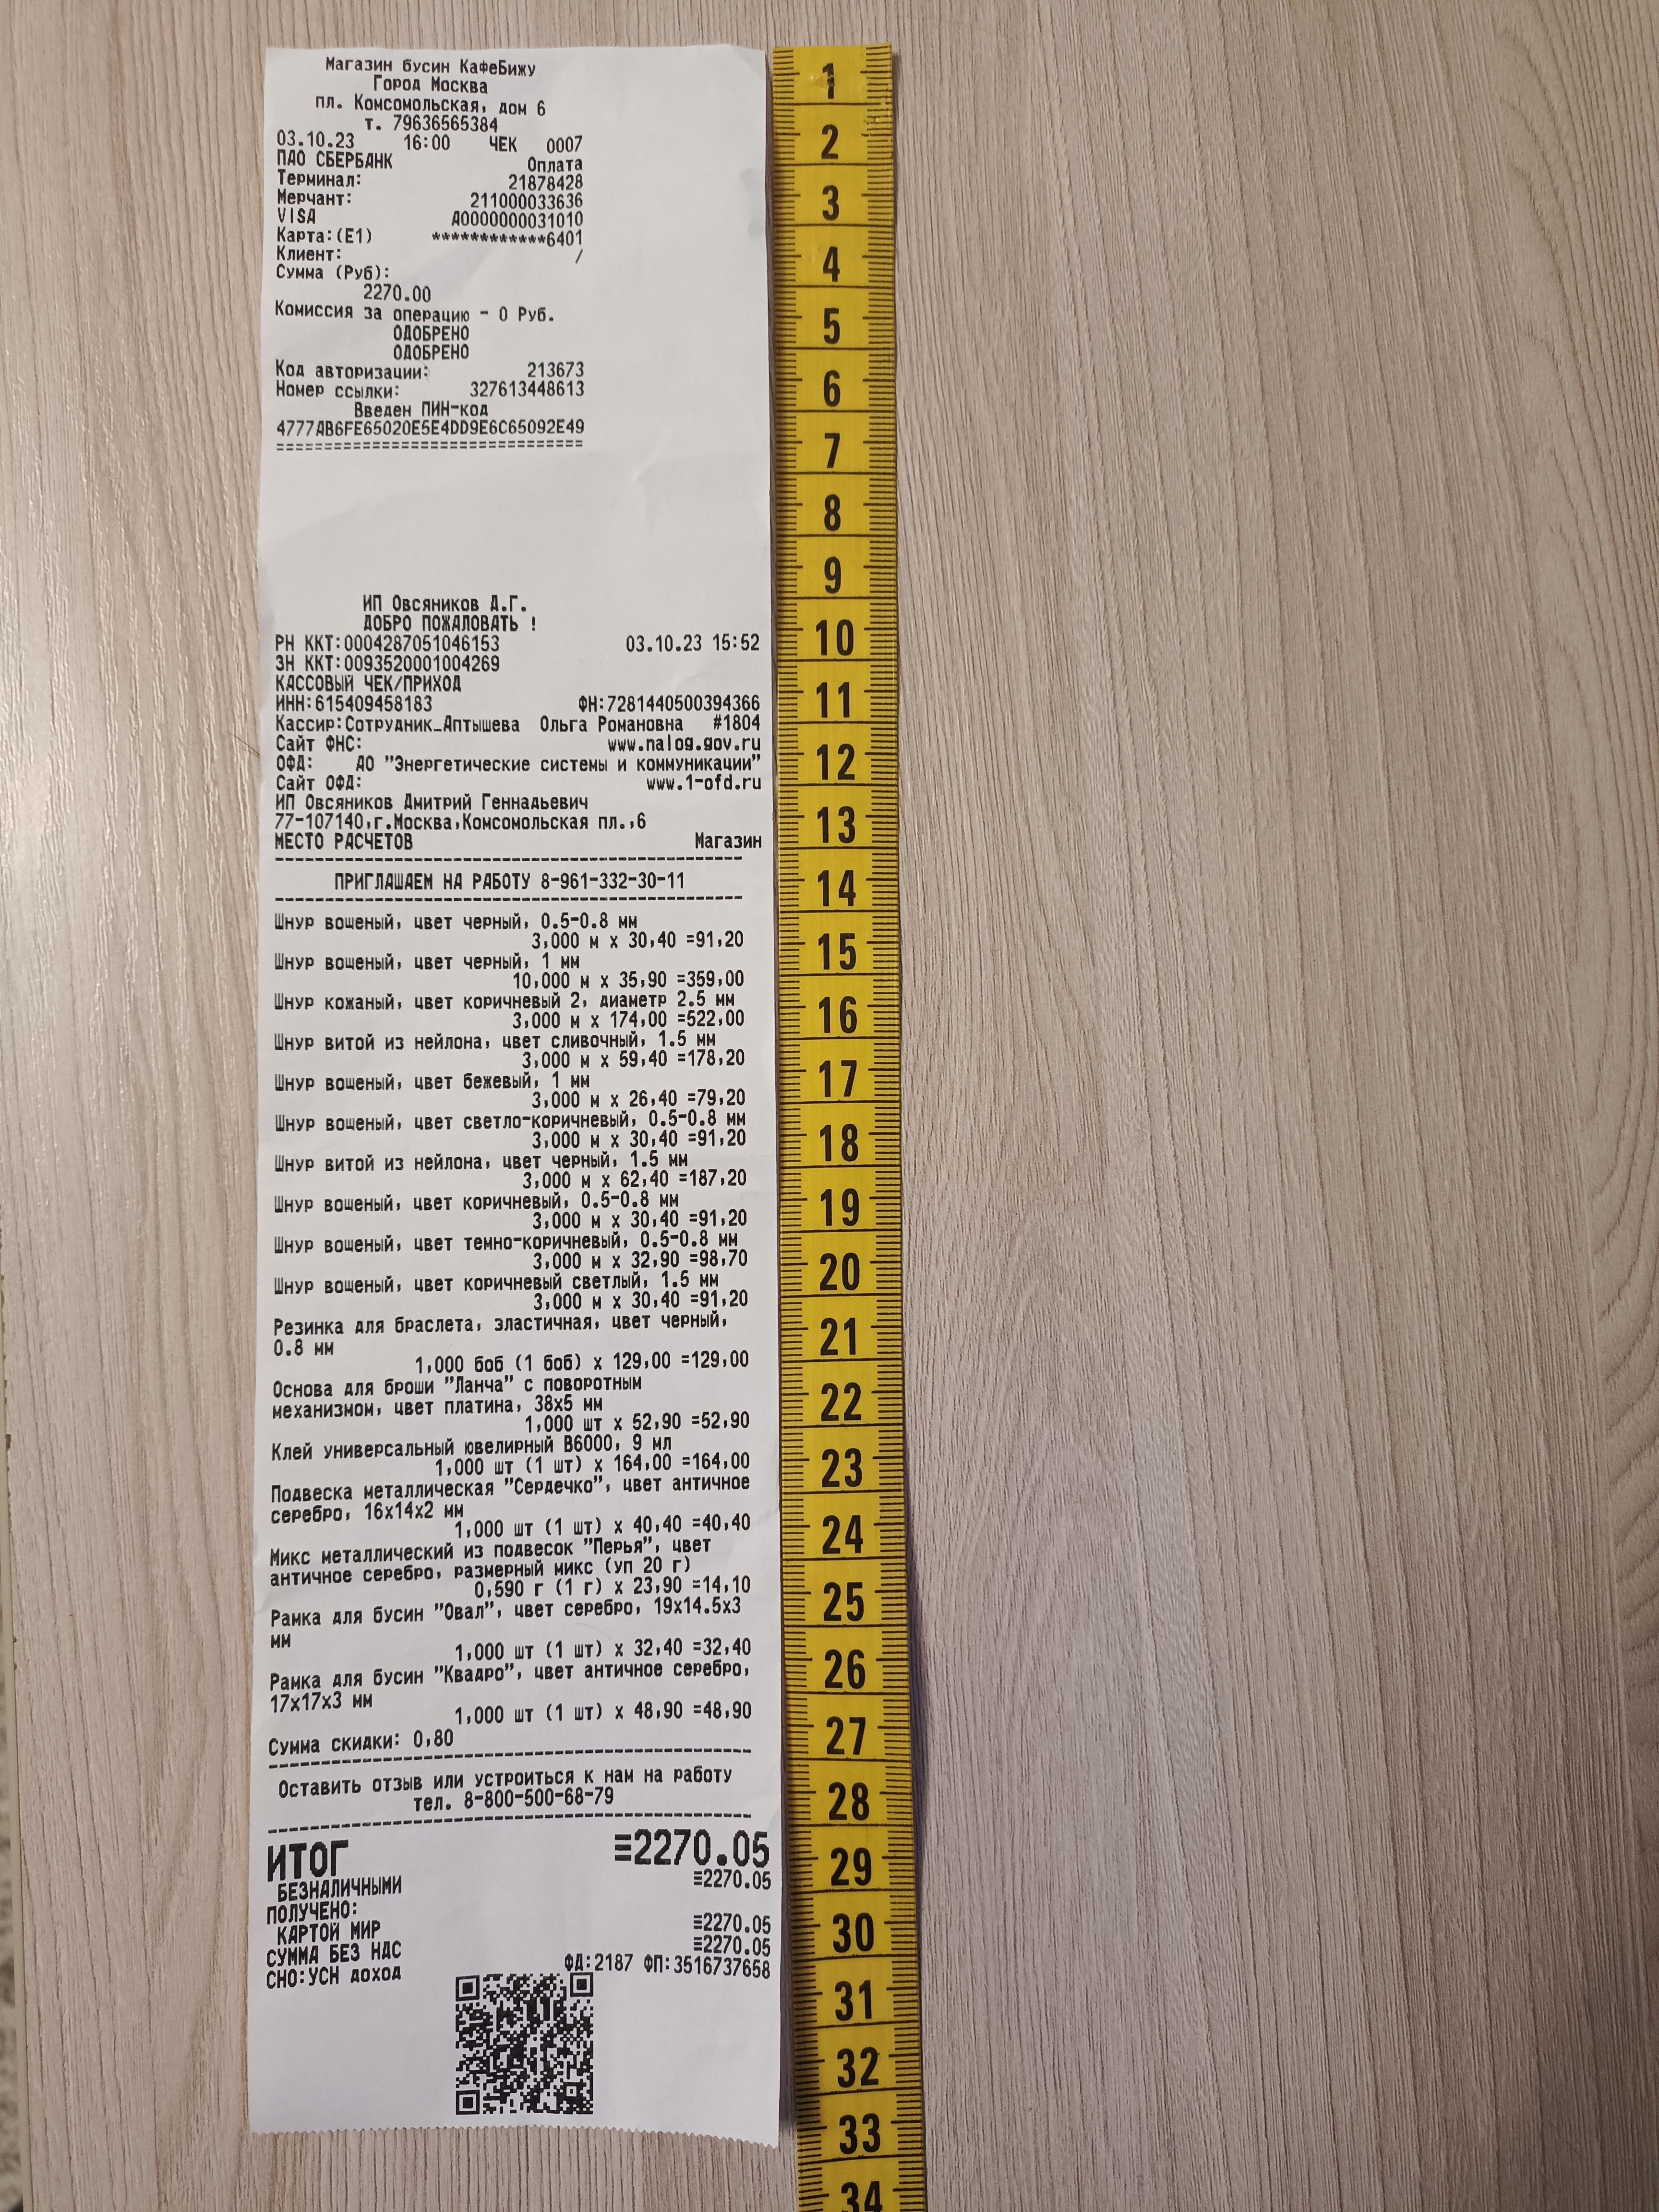 Магазин бусин КафеБижу
Город Москва
пл. Комсомольская, дом 6
т. 79636565384
03.10.23 16:00 ЧЕК 0007
ПАО СБЕРБАНК Оплата
Терминал: 21878428
Мерчант: 211000033636
VISA A0000000031010
Карта:(E1) ************6401
Клиент: /
Сумма (Руб):
2270.00
Комиссия за операцию - 0 Руб.
ОДОБРЕНО
ОДОБРЕНО
Код авторизации: 213673
Номер ссылки: 327613448613
Введен ПИН-код
4777AB6FE65020E5E4DD9E6C65092E49
================================
ИП Овсяников Д.Г.
ДОБРО ПОЖАЛОВАТЬ !
РН ККТ:0004287051046153 03.10.23 15:52
ЗН ККТ:0093520001004269
КАССОВЫЙ ЧЕК/ПРИХОД
ИНН:615409458183 ФН:7281440500394366
Кассир:Сотрудник_Аптышева Ольга Романовна #1804
Сайт ФНС: www.nalog.gov.ru
ОФД: АО "Энергетические системы и коммуникации"
Сайт ОФД: www.1-ofd.ru
ИП Овсяников Дмитрий Геннадьевич
77-107140,г.Москва,Комсомольская пл.,6
МЕСТО РАСЧЕТОВ Магазин
ПРИГЛАШАЕМ НА РАБОТУ 8-961-332-30-11
Шнур вощеный, цвет черный, 0.5-0.8 мм
3,000 м x 30,40 =91,20
Шнур вощеный, цвет черный, 1 мм
10,000 м x 35,90 =359,00
Шнур кожаный, цвет коричневый 2, диаметр 2.5 мм
3,000 м x 174,00 =522,00
Шнур витой из нейлона, цвет сливочный, 1.5 мм
3,000 м x 59,40 =178,20
Шнур вощеный, цвет бежевый, 1 мм
3,000 м x 26,40 =79,20
Шнур вощеный, цвет светло-коричневый, 0.5-0.8 мм
3,000 м x 30,40 =91,20
Шнур витой из нейлона, цвет черный, 1.5 мм
3,000 м x 62,40 =187,20
Шнур вощеный, цвет коричневый, 0.5-0.8 мм
3,000 м x 30,40 =91,20
Шнур вощеный, цвет темно-коричневый, 0.5-0.8 мм
3,000 м x 32,90 =98,70
Шнур вощеный, цвет коричневый светлый, 1.5 мм
3,000 м x 30,40 =91,20
Резинка для браслета, эластичная, цвет черный,
0.8 мм
1,000 боб (1 боб) x 129,00 =129,00
Основа для броши "Ланча" с поворотным
механизмом, цвет платина, 38x5 мм
1,000 шт x 52,90 =52,90
Клей универсальный ювелирный B6000, 9 мл
1,000 шт (1 шт) x 164,00 =164,00
Подвеска металлическая "Сердечко", цвет античное
серебро, 16x14x2 мм
1,000 шт (1 шт) x 40,40 =40,40
Микс металлический из подвесок "Перья", цвет
античное серебро, размерный микс (уп 20 г)
0,590 г (1 г) x 23,90 =14,10
Рамка для бусин "Овал", цвет серебро, 19x14.5x3
мм
1,000 шт (1 шт) x 32,40 =32,40
Рамка для бусин "Квадро", цвет античное серебро,
17x17x3 мм
1,000 шт (1 шт) x 48,90 =48,90
Сумма скидки: 0,80
Оставить отзыв или устроиться к нам на работу
тел. 8-800-500-68-79
ИТОГ ≡2270.05
БЕЗНАЛИЧНЫМИ ≡2270.05
ПОЛУЧЕНО:
КАРТОЙ МИР ≡2270.05
СУММА БЕЗ НДС ≡2270.05
СНО:УСН доход ФД:2187 ФП:3516737658
1
2
3
4
5
6
7
8
9
10
11
12
13
14
15
16
17
18
19
20
21
22
23
24
25
26
27
28
29
30
31
32
33
34